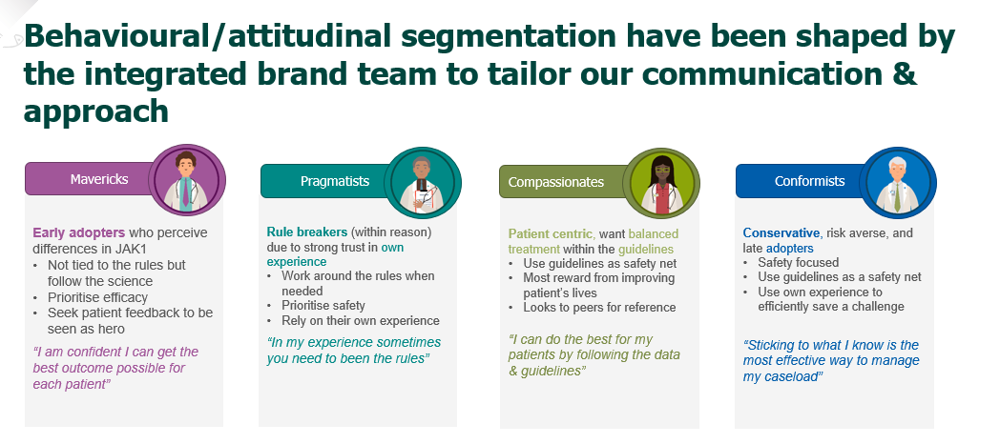 Behavioural/attitudinal segmentation have been shaped by
the integrated brand team to tailor our communication &
approach
Mavericks
Early adopters who perceive
differences in JAK1
• Not tied to the rules but
follow the science
• Prioritise efficacy
• Seek patient feedback to be
seen as hero
“I am confident I can get the
best outcome possible for
each patient”
Pragmatists
Rule breakers (within reason)
due to strong trust in own
experience
• Work around the rules when
needed
• Prioritise safety
• Rely on their own experience
“In my experience sometimes
you need to been the rules”
Compassionates
Patient centric, want balanced
treatment within the guidelines
• Use guidelines as safety net
• Most reward from improving
patient’s lives
• Looks to peers for reference
“I can do the best for my
patients by following the data
& guidelines”
Conformists
Conservative, risk averse, and
late adopters
• Safety focused
• Use guidelines as a safety net
• Use own experience to
efficiently save a challenge
“Sticking to what I know is the
most effective way to manage
my caseload”